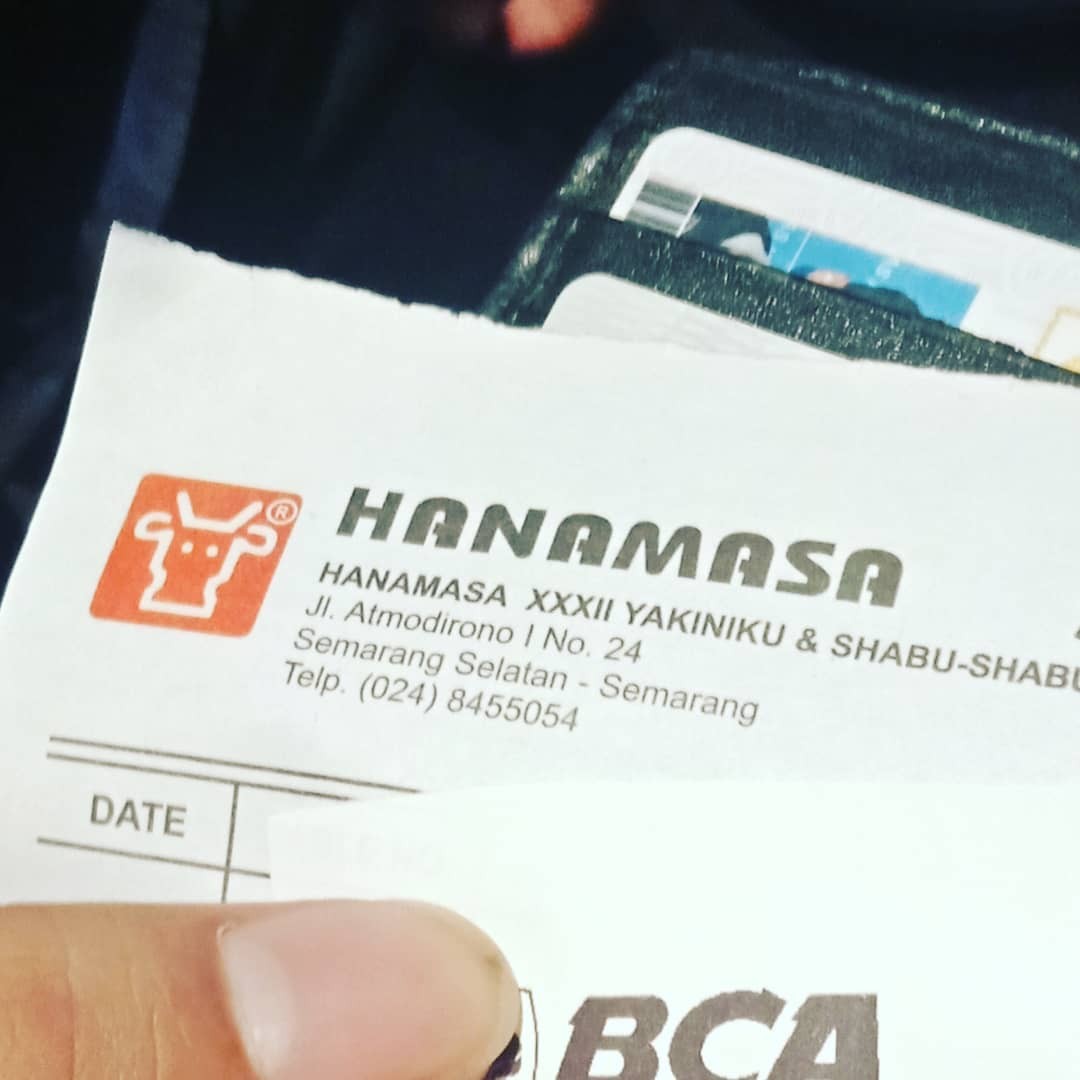 ®
HANAMASA
HANAMASA XXXII YAKINIKU & SHABU-SHABU
Jl. Atmodirono I No. 24
Semarang Selatan - Semarang
Telp. (024) 8455054
DATE
BCA